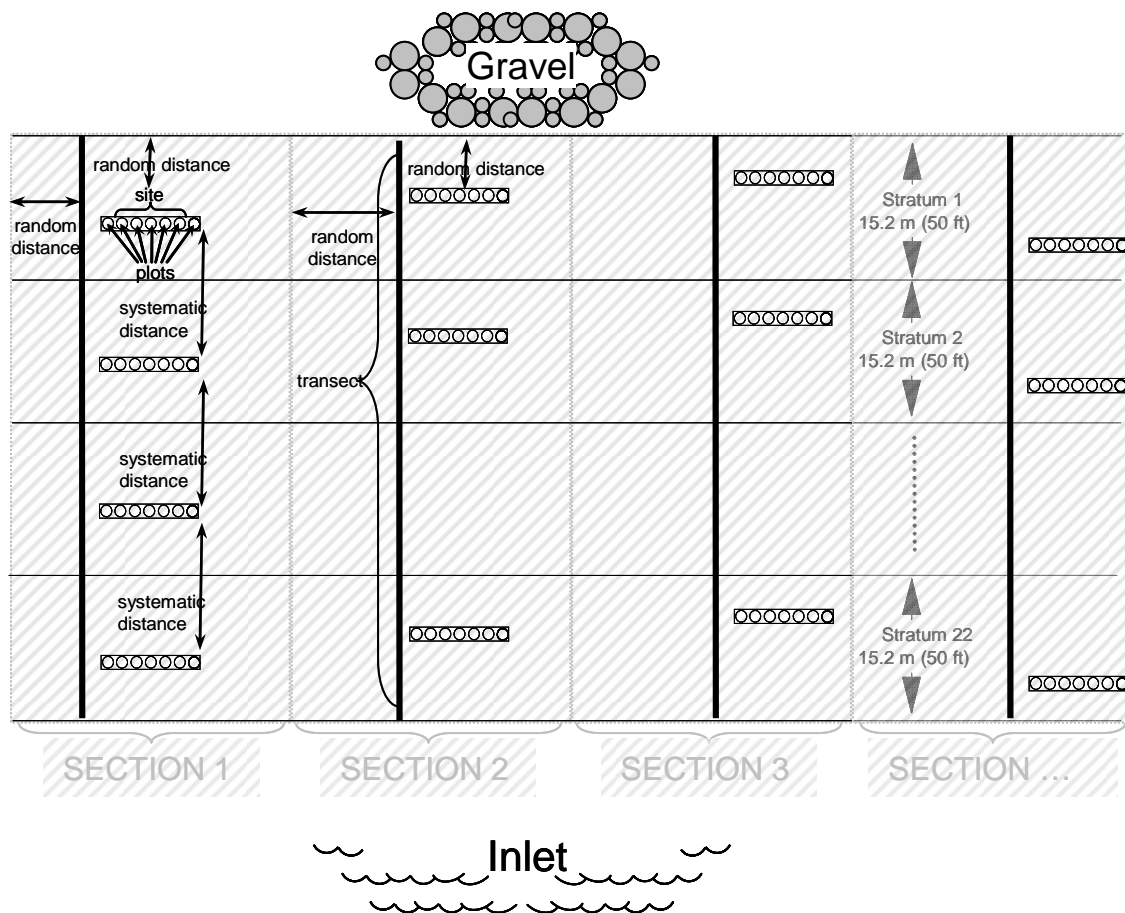 Gravel
random distance
site
random
distance
plots
systematic
distance
systematic
distance
systematic
distance
random distance
random
distance
transect
Stratum 1
15.2 m (50 ft)
Stratum 2
15.2 m (50 ft)
Stratum 22
15.2 m (50 ft)
SECTION 1
SECTION 2
SECTION 3
SECTION …
Inlet